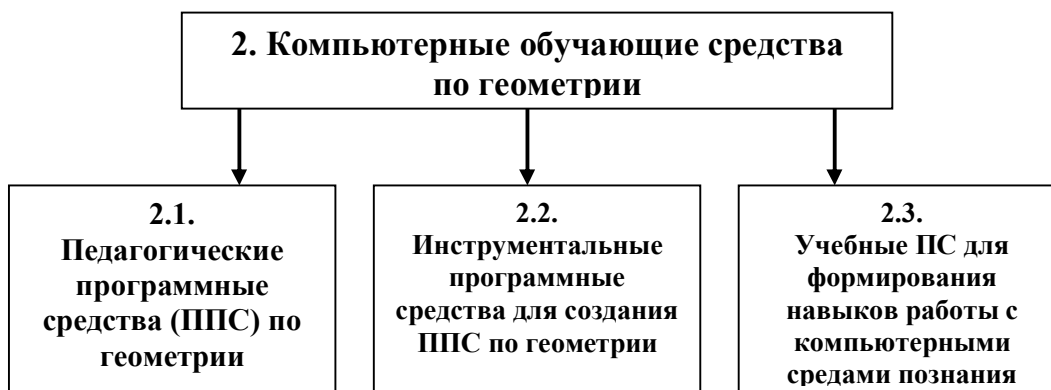 2. Компьютерные обучающие средства
по геометрии
2.1.
Педагогические
программные
средства (ППС) по
геометрии
2.2.
Инструментальные
программные
средства для создания
ППС по геометрии
2.3.
Учебные ПС для
формирования
навыков работы с
компьютерными
средами познания